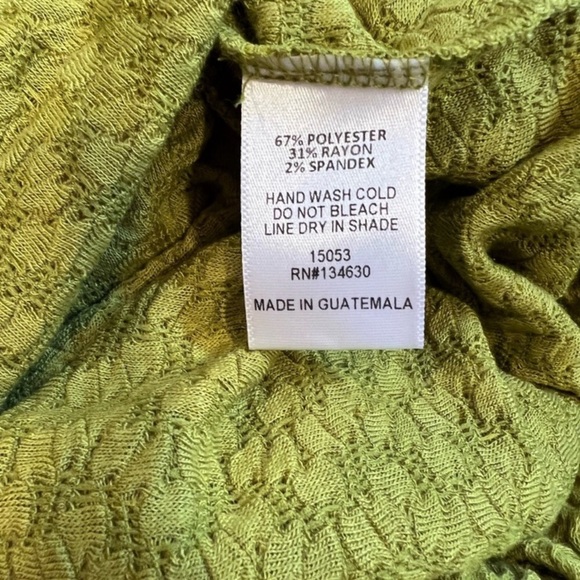 67% POLYESTER
31% RAYON
2% SPANDEX
HAND WASH COLD
DO NOT BLEACH
LINE DRY IN SHADE
15053
RN#134630
MADE IN GUATEMALA